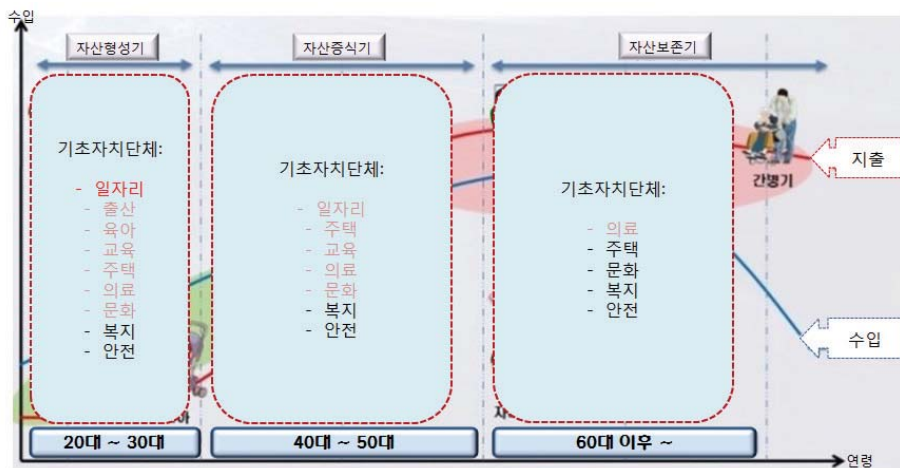 수입
자산형성기
자산증식기
자산보존기
기초자치단체:
- 일자리
- 출산
- 육아
- 교육
- 주택
- 의료
- 문화
- 복지
- 안전
기초자치단체:
- 일자리
- 주택
- 교육
- 의료
- 문화
- 복지
- 안전
기초자치단체:
- 의료
- 주택
- 문화
- 복지
- 안전
간병기
지출
수입
20대 ~ 30대
40대 ~ 50대
60대 이후 ~
연령